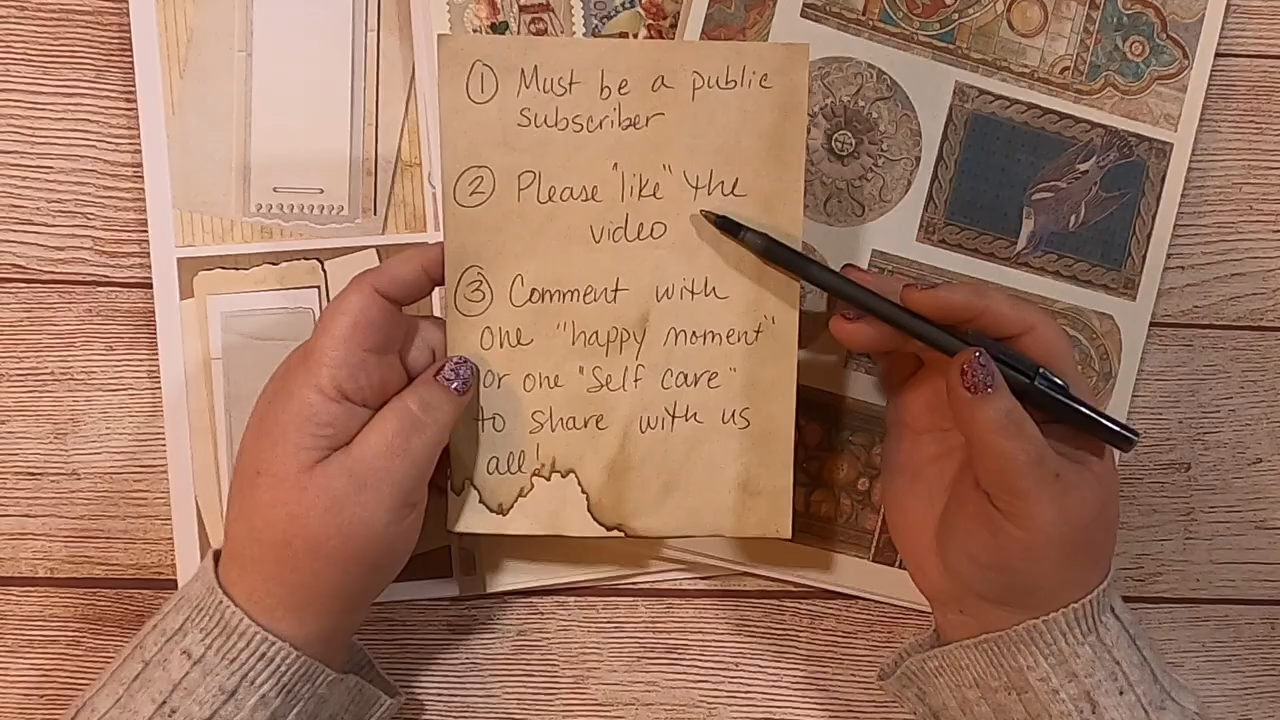 ① Must be a public
subscriber
② Please "like" the
video
③ Comment with
one "happy moment"
or one "Self care"
to share with us
all!